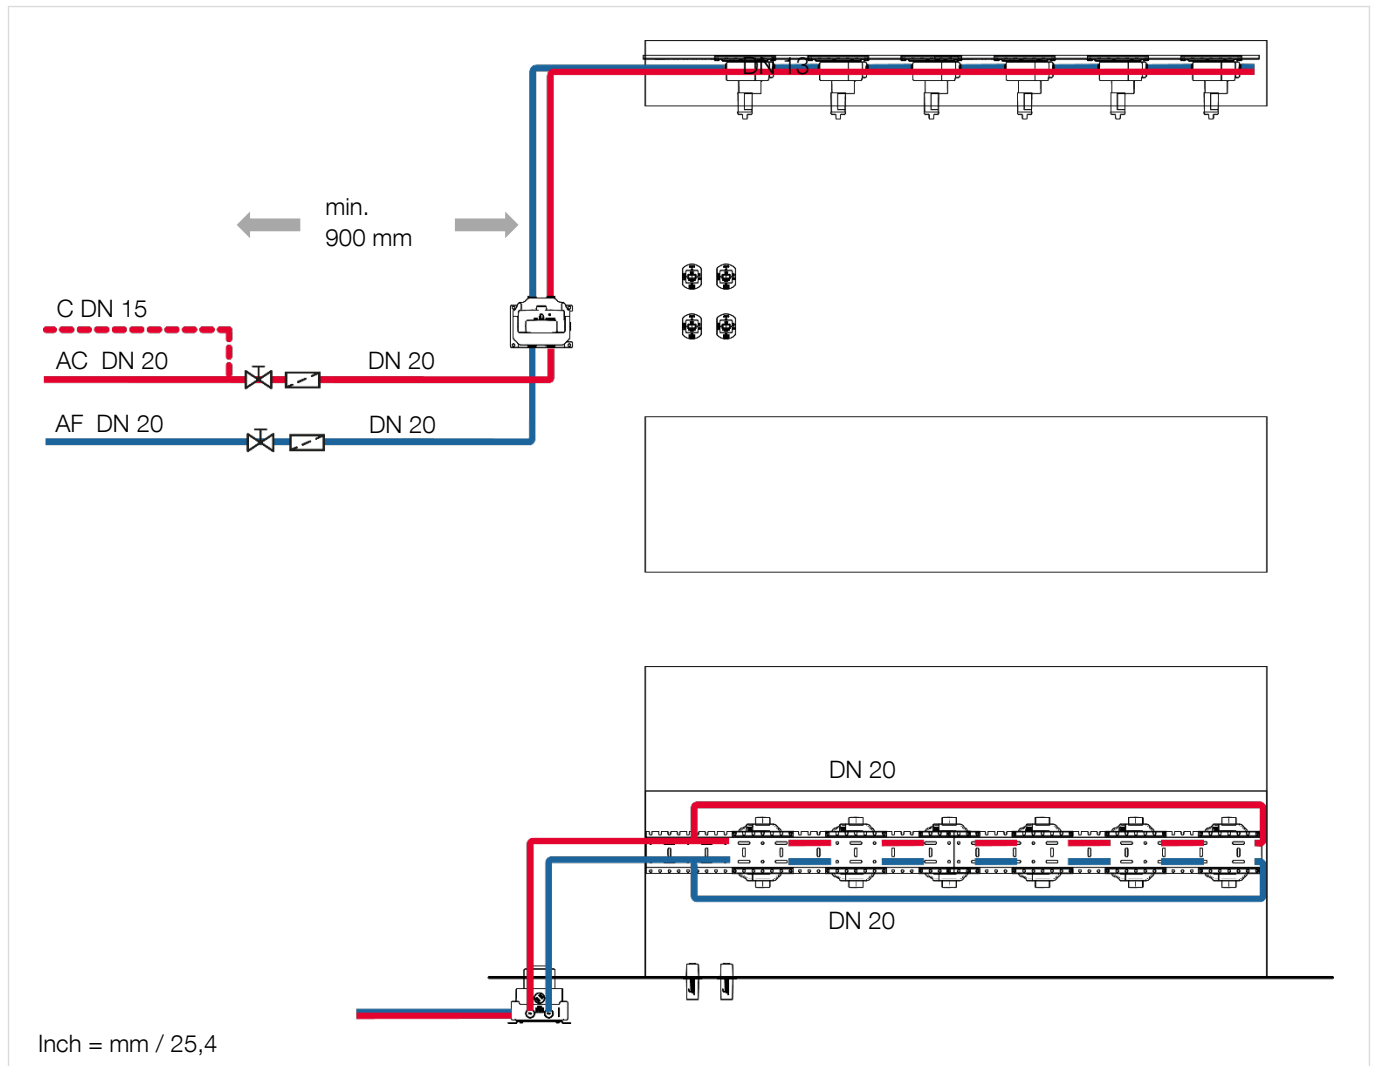 DN 13
min.
900 mm
C DN 15
AC DN 20
DN 20
AF DN 20
DN 20
DN 20
DN 20
Inch = mm / 25,4